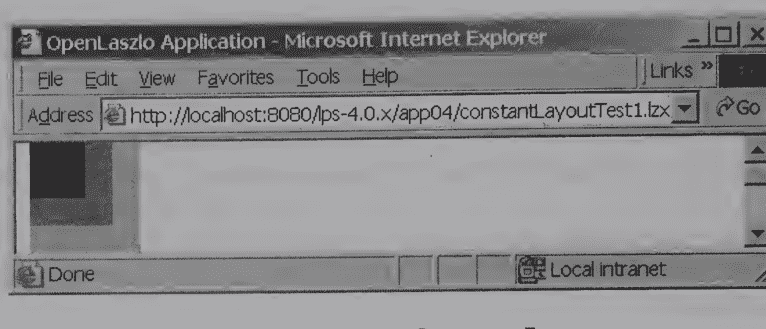 OpenLaszlo Application - Microsoft Internet Explorer
File Edit View Favorites Tools Help Links »
Address http://localhost:8080/lps-4.0.x/app04/constantLayoutTest1.lzx Go
Done Local intranet